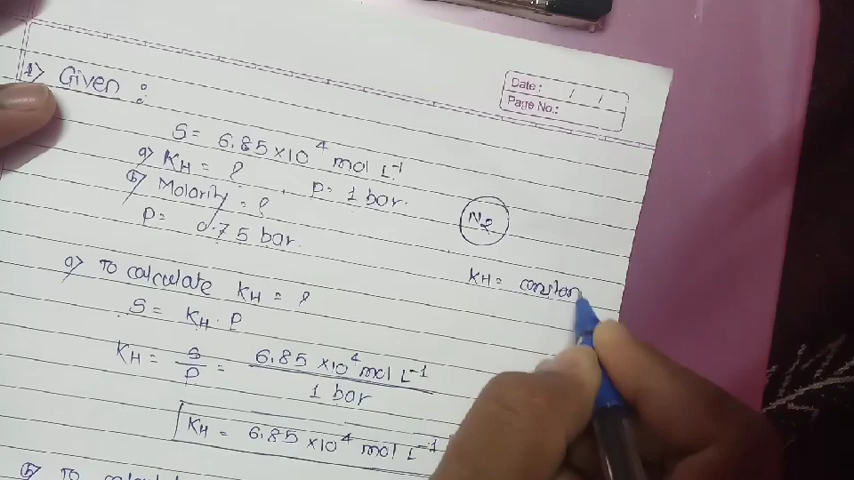 Date: / /
Page No.:
1) Given :
S = 6.85 × 10⁴ mol L⁻¹
a) KH = ? , P = 1 bar.
b) Molarity = ?
P = 0.75 bar.
N2
a) To calculate KH = ?
KH = constan
S = KH . P
KH = S/P = 6.85 × 10⁴ mol L⁻¹ / 1 bar
KH = 6.85 × 10⁴ mol L⁻¹
b) To